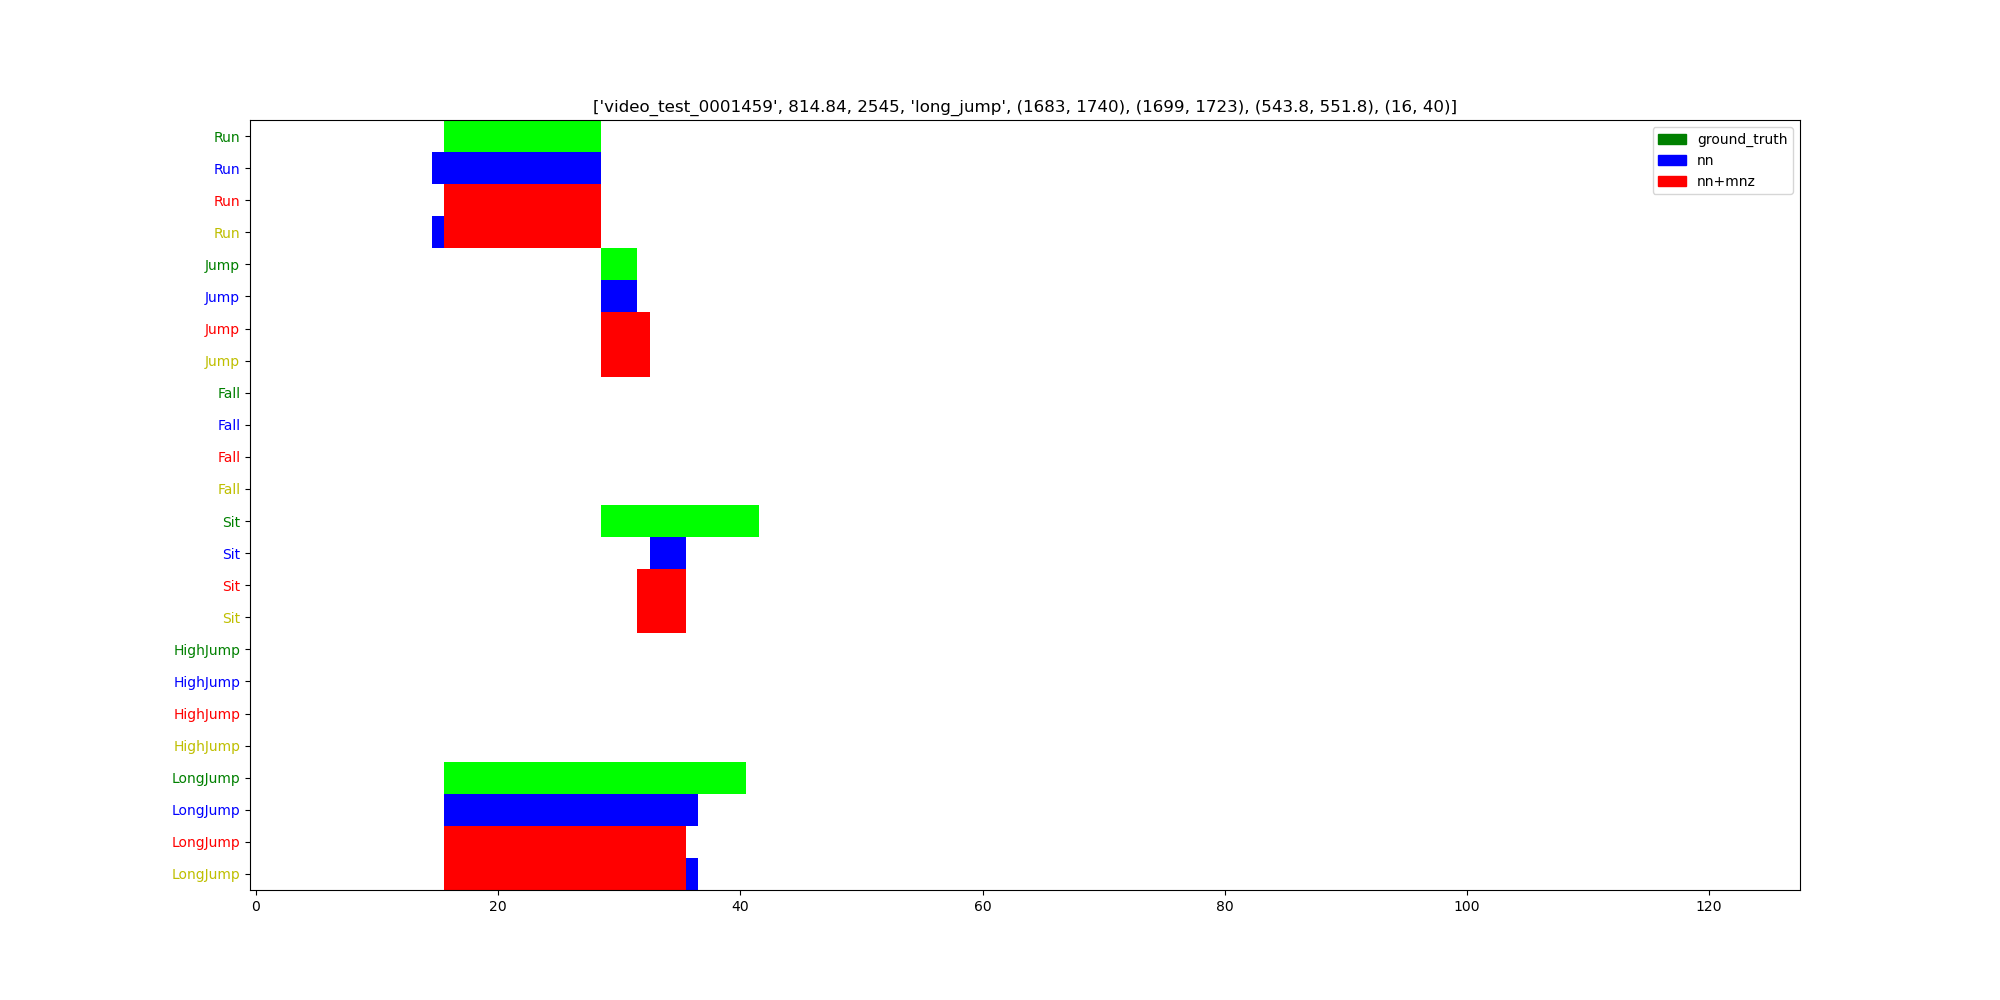 ['video_test_0001459', 814.84, 2545, 'long_jump', (1683, 1740), (1699, 1723), (543.8, 551.8), (16, 40)]
ground_truth
nn
nn+mnz
Run
Run
Run
Run
Jump
Jump
Jump
Jump
Fall
Fall
Fall
Fall
Sit
Sit
Sit
Sit
HighJump
HighJump
HighJump
HighJump
LongJump
LongJump
LongJump
LongJump
0 20 40 60 80 100 120